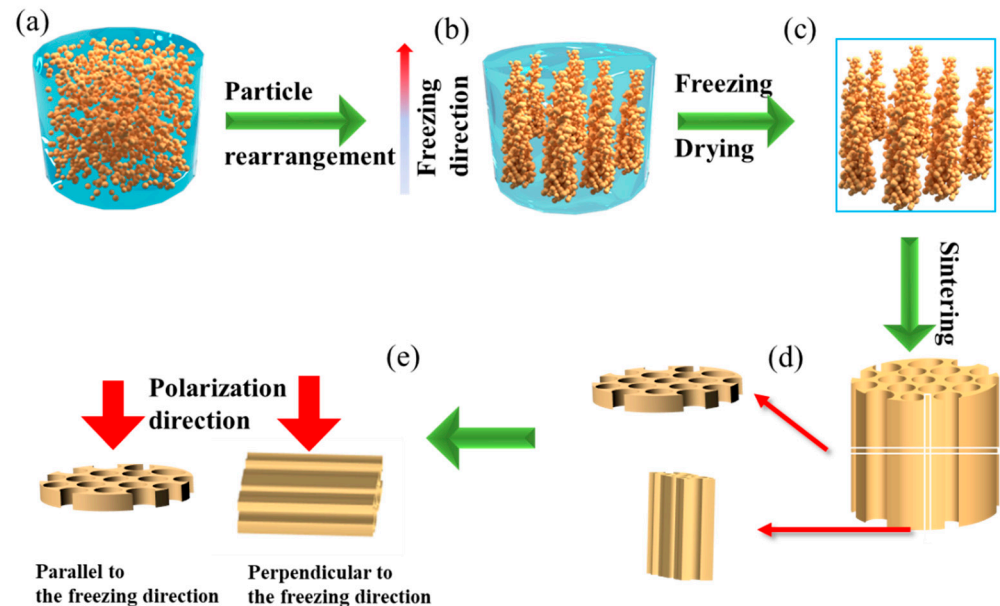 (a)
Particle
rearrangement
Freezing
direction
(b)
Freezing
Drying
(c)
Sintering
(d)
(e)
Polarization
direction
Parallel to
the freezing direction
Perpendicular to
the freezing direction